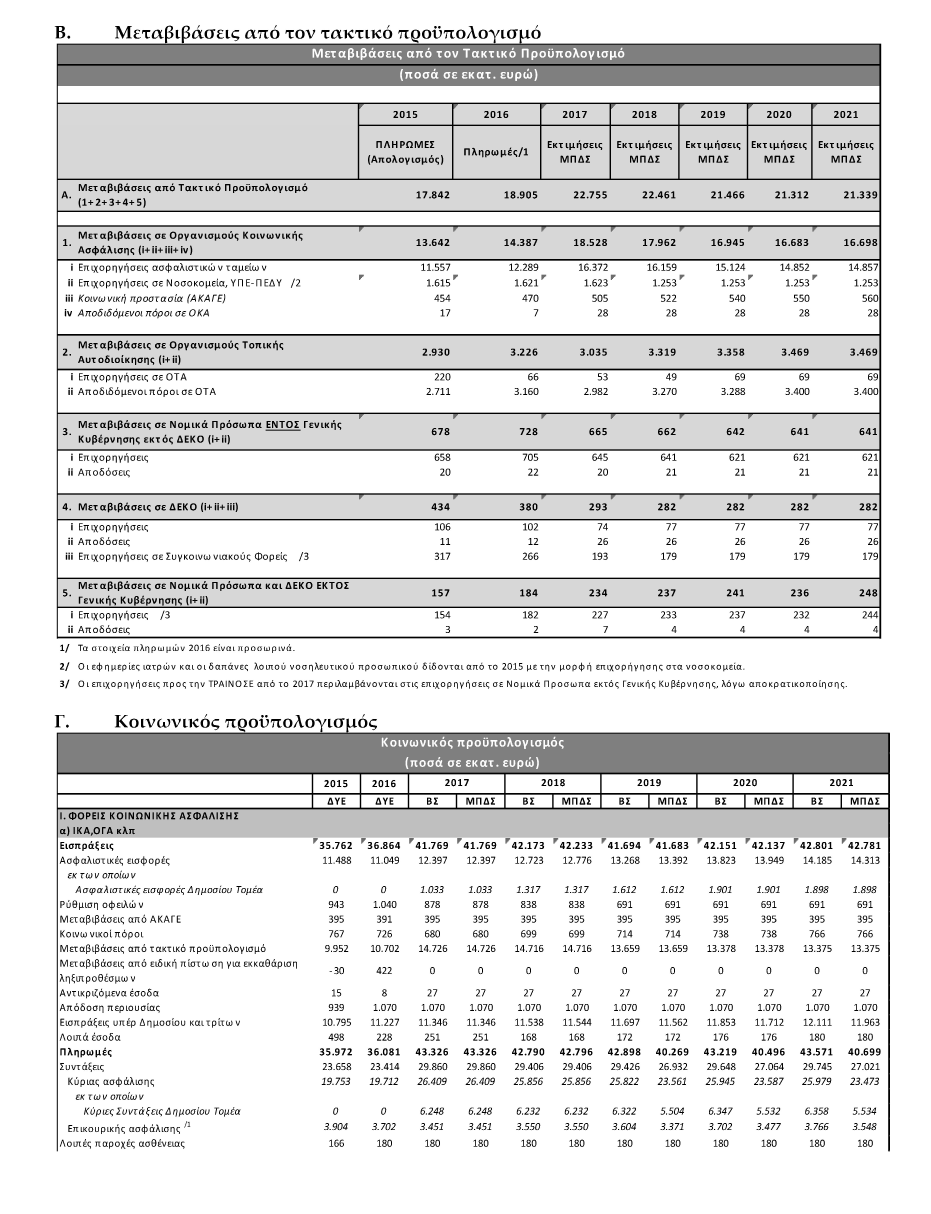 Β. Μεταβιβάσεις από τον τακτικό προϋπολογισμό
Μεταβιβάσεις από τον Τακτικό Προϋπολογισμό
(ποσά σε εκατ. ευρώ)
2015 2016 2017 2018 2019 2020 2021
ΠΛΗΡΩΜΕΣ (Απολογισμός) Πληρωμές/1 Εκτιμήσεις ΜΠΔΣ Εκτιμήσεις ΜΠΔΣ Εκτιμήσεις ΜΠΔΣ Εκτιμήσεις ΜΠΔΣ Εκτιμήσεις ΜΠΔΣ
Α. Μεταβιβάσεις από Τακτικό Προϋπολογισμό
(1+2+3+4+5) 17.842 18.905 22.755 22.461 21.466 21.312 21.339
1. Μεταβιβάσεις σε Οργανισμούς Κοινωνικής
Ασφάλισης (i+ii+iii+iv) 13.642 14.387 18.528 17.962 16.945 16.683 16.698
i Επιχορηγήσεις ασφαλιστικών ταμείων 11.557 12.289 16.372 16.159 15.124 14.852 14.857
ii Επιχορηγήσεις σε Νοσοκομεία, ΥΠΕ-ΠΕΔΥ /2 1.615 1.621 1.623 1.253 1.253 1.253 1.253
iii Κοινωνική προστασία (ΑΚΑΓΕ) 454 470 505 522 540 550 560
iv Αποδιδόμενοι πόροι σε ΟΚΑ 17 7 28 28 28 28 28
2. Μεταβιβάσεις σε Οργανισμούς Τοπικής
Αυτοδιοίκησης (i+ii) 2.930 3.226 3.035 3.319 3.358 3.469 3.469
i Επιχορηγήσεις σε ΟΤΑ 220 66 53 49 69 69 69
ii Αποδιδόμενοι πόροι σε ΟΤΑ 2.711 3.160 2.982 3.270 3.288 3.400 3.400
3. Μεταβιβάσεις σε Νομικά Πρόσωπα ΕΝΤΟΣ Γενικής
Κυβέρνησης εκτός ΔΕΚΟ (i+ii) 678 728 665 662 642 641 641
i Επιχορηγήσεις 658 705 645 641 621 621 621
ii Αποδόσεις 20 22 20 21 21 21 21
4. Μεταβιβάσεις σε ΔΕΚΟ (i+ii+iii) 434 380 293 282 282 282 282
i Επιχορηγήσεις 106 102 74 77 77 77 77
ii Αποδόσεις 11 12 26 26 26 26 26
iii Επιχορηγήσεις σε Συγκοινωνιακούς Φορείς /3 317 266 193 179 179 179 179
5. Μεταβιβάσεις σε Νομικά Πρόσωπα και ΔΕΚΟ ΕΚΤΟΣ
Γενικής Κυβέρνησης (i+ii) 157 184 234 237 241 236 248
i Επιχορηγήσεις /3 154 182 227 233 237 232 244
ii Αποδόσεις 3 2 7 4 4 4 4
1/ Τα στοιχεία πληρωμών 2016 είναι προσωρινά.
2/ Οι εφημερίες ιατρών και οι δαπάνες λοιπού νοσηλευτικού προσωπικού δίδονται από το 2015 με την μορφή επιχορήγησης στα νοσοκομεία.
3/ Οι επιχορηγήσεις προς την ΤΡΑΙΝΟΣΕ από το 2017 περιλαμβάνονται στις επιχορηγήσεις σε Νομικά Προσωπα εκτός Γενικής Κυβέρνησης, λόγω αποκρατικοποίησης.
Γ. Κοινωνικός προϋπολογισμός
Κοινωνικός προϋπολογισμός
(ποσά σε εκατ. ευρώ)
2015 2016 2017 2018 2019 2020 2021
ΔΥΕ ΔΥΕ ΒΣ ΜΠΔΣ ΒΣ ΜΠΔΣ ΒΣ ΜΠΔΣ ΒΣ ΜΠΔΣ ΒΣ ΜΠΔΣ
Ι. ΦΟΡΕΙΣ ΚΟΙΝΩΝΙΚΗΣ ΑΣΦΑΛΙΣΗΣ
α) ΙΚΑ,ΟΓΑ κλπ
Εισπράξεις 35.762 36.864 41.769 41.769 42.173 42.233 41.694 41.683 42.151 42.137 42.801 42.781
Ασφαλιστικές εισφορές 11.488 11.049 12.397 12.397 12.723 12.776 13.268 13.392 13.823 13.949 14.185 14.313
εκ των οποίων
Ασφαλιστικές εισφορές Δημοσίου Τομέα 0 0 1.033 1.033 1.317 1.317 1.612 1.612 1.901 1.901 1.898 1.898
Ρύθμιση οφειλών 943 1.040 878 878 838 838 691 691 691 691 691 691
Μεταβιβάσεις από ΑΚΑΓΕ 395 391 395 395 395 395 395 395 395 395 395 395
Κοινωνικοί πόροι 767 726 680 680 699 699 714 714 738 738 766 766
Μεταβιβάσεις από τακτικό προϋπολογισμό 9.952 10.702 14.726 14.726 14.716 14.716 13.659 13.659 13.378 13.378 13.375 13.375
Μεταβιβάσεις από ειδική πίστωση για εκκαθάριση
ληξιπροθέσμων -30 422 0 0 0 0 0 0 0 0 0 0
Αντικριζόμενα έσοδα 15 8 27 27 27 27 27 27 27 27 27 27
Απόδοση περιουσίας 939 1.070 1.070 1.070 1.070 1.070 1.070 1.070 1.070 1.070 1.070 1.070
Εισπράξεις υπέρ Δημοσίου και τρίτων 10.795 11.227 11.346 11.346 11.538 11.544 11.697 11.562 11.853 11.712 12.111 11.963
Λοιπά έσοδα 498 228 251 251 168 168 172 172 176 176 180 180
Πληρωμές 35.972 36.081 43.326 43.326 42.790 42.796 42.898 40.269 43.219 40.496 43.571 40.699
Συντάξεις 23.658 23.414 29.860 29.860 29.406 29.406 29.426 26.932 29.648 27.064 29.745 27.021
Κύριας ασφάλισης 19.753 19.712 26.409 26.409 25.856 25.856 25.822 23.561 25.945 23.587 25.979 23.473
εκ των οποίων
Κύριες Συντάξεις Δημοσίου Τομέα 0 0 6.248 6.248 6.232 6.232 6.322 5.504 6.347 5.532 6.358 5.534
Επικουρικής ασφάλισης /1 3.904 3.702 3.451 3.451 3.550 3.550 3.604 3.371 3.702 3.477 3.766 3.548
Λοιπές παροχές ασθένειας 166 180 180 180 180 180 180 180 180 180 180 180